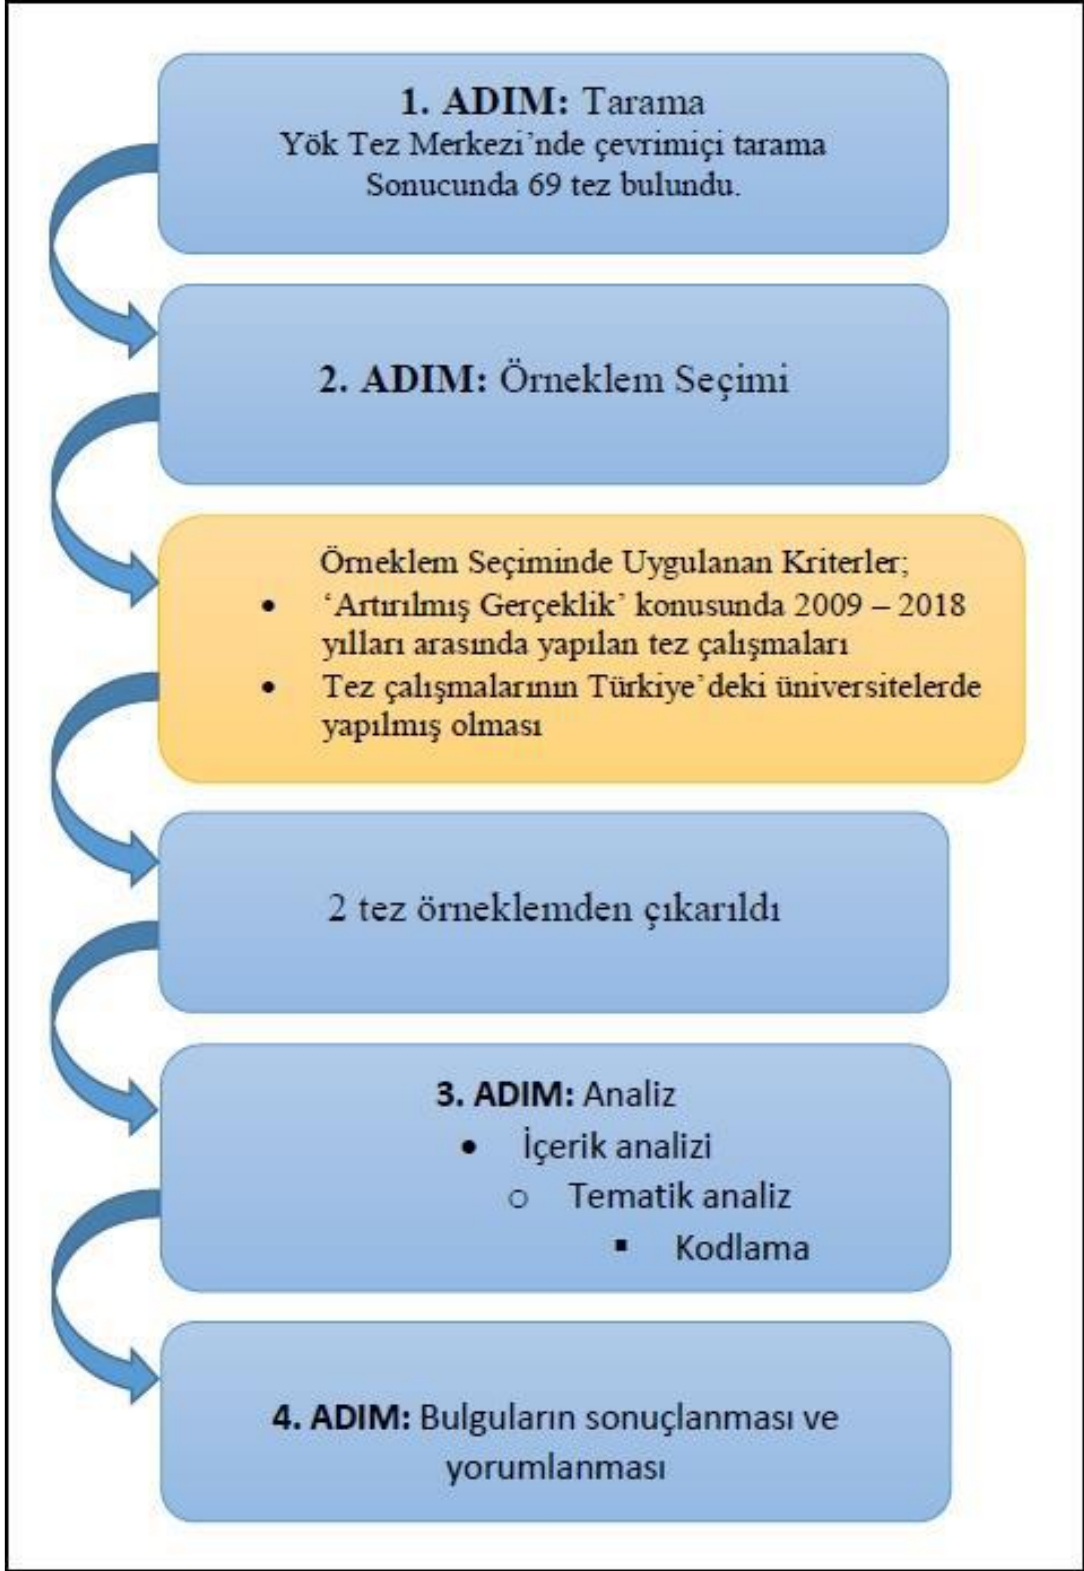 1. ADIM: Tarama
Yök Tez Merkezi’nde çevrimiçi tarama
Sonucunda 69 tez bulundu.
2. ADIM: Örneklem Seçimi
Örneklem Seçiminde Uygulanan Kriterler;
• ‘Artırılmış Gerçeklik’ konusunda 2009 – 2018
yılları arasında yapılan tez çalışmaları
• Tez çalışmalarının Türkiye’deki üniversitelerde
yapılmış olması
2 tez örneklemden çıkarıldı
3. ADIM: Analiz
• İçerik analizi
o Tematik analiz
▪ Kodlama
4. ADIM: Bulguların sonuçlanması ve
yorumlanması